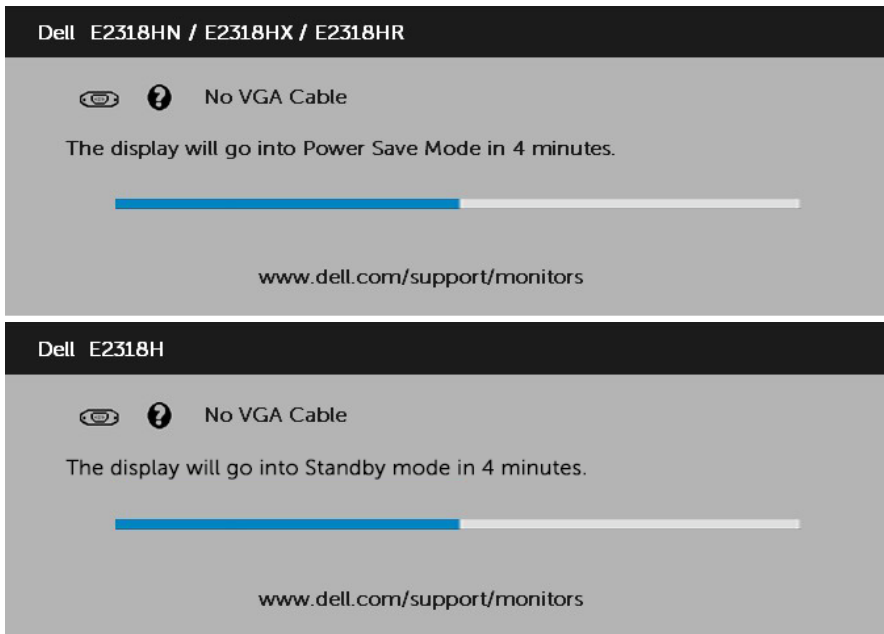 Dell E2318HN / E2318HX / E2318HR
No VGA Cable
The display will go into Power Save Mode in 4 minutes.
www.dell.com/support/monitors
Dell E2318H
No VGA Cable
The display will go into Standby mode in 4 minutes.
www.dell.com/support/monitors